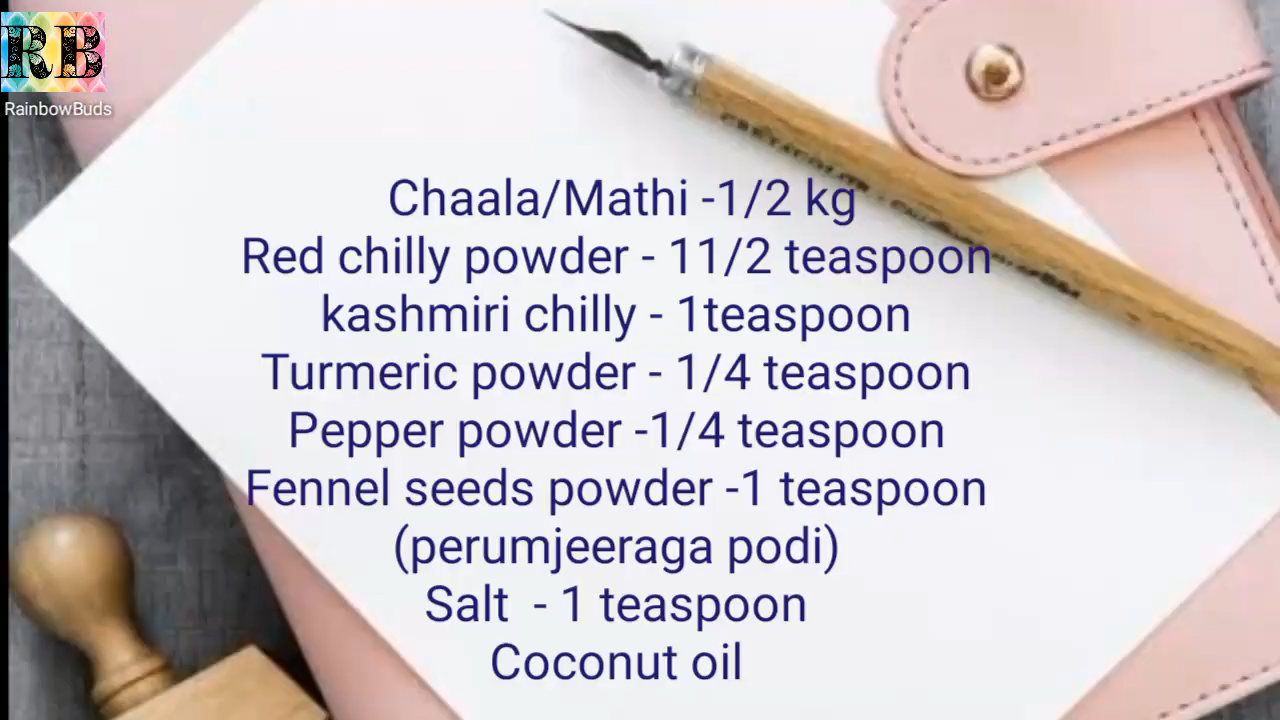 RB
RainbowBuds
Chaala/Mathi -1/2 kg
Red chilly powder - 11/2 teaspoon
kashmiri chilly - 1teaspoon
Turmeric powder - 1/4 teaspoon
Pepper powder -1/4 teaspoon
Fennel seeds powder -1 teaspoon
(perumjeeraga podi)
Salt  - 1 teaspoon
Coconut oil